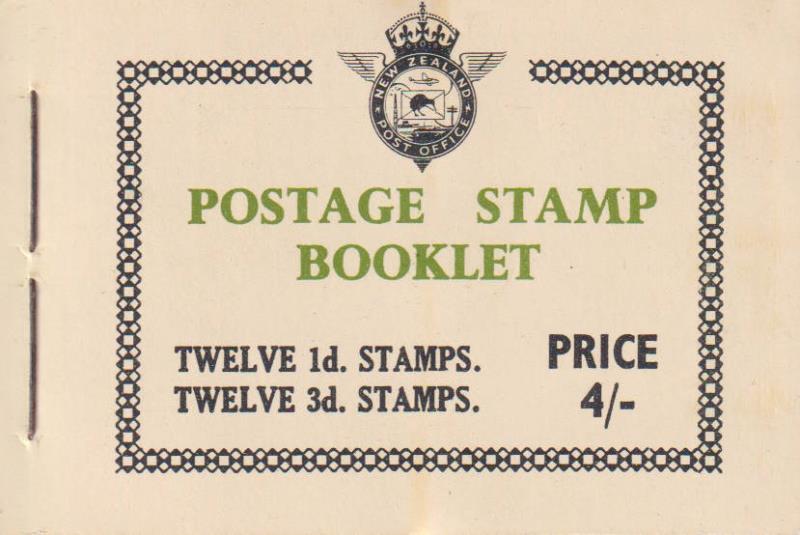 NEW ZEALAND
POST OFFICE
POSTAGE STAMP
BOOKLET
TWELVE 1d. STAMPS.
TWELVE 3d. STAMPS.
PRICE
4/-